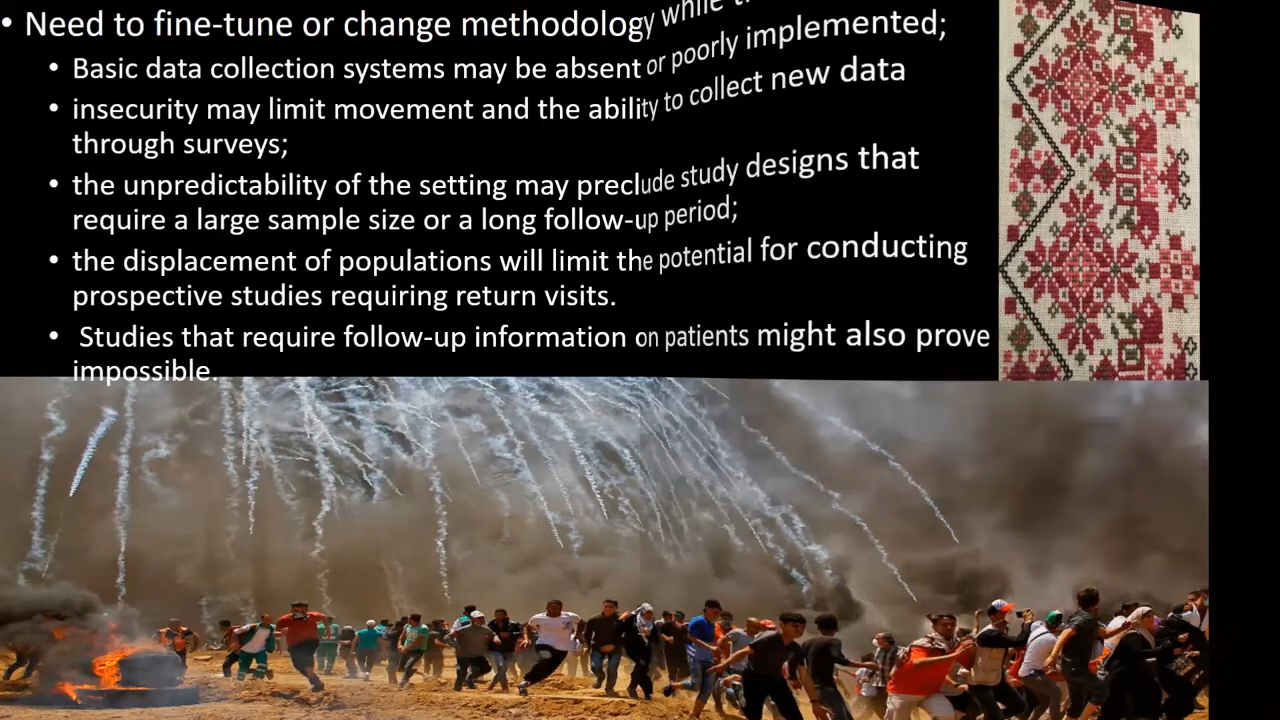 • Need to fine-tune or change methodology while
• Basic data collection systems may be absent or poorly implemented;
• insecurity may limit movement and the ability to collect new data
through surveys;
• the unpredictability of the setting may preclude study designs that
require a large sample size or a long follow-up period;
• the displacement of populations will limit the potential for conducting
prospective studies requiring return visits.
• Studies that require follow-up information on patients might also prove
impossible.